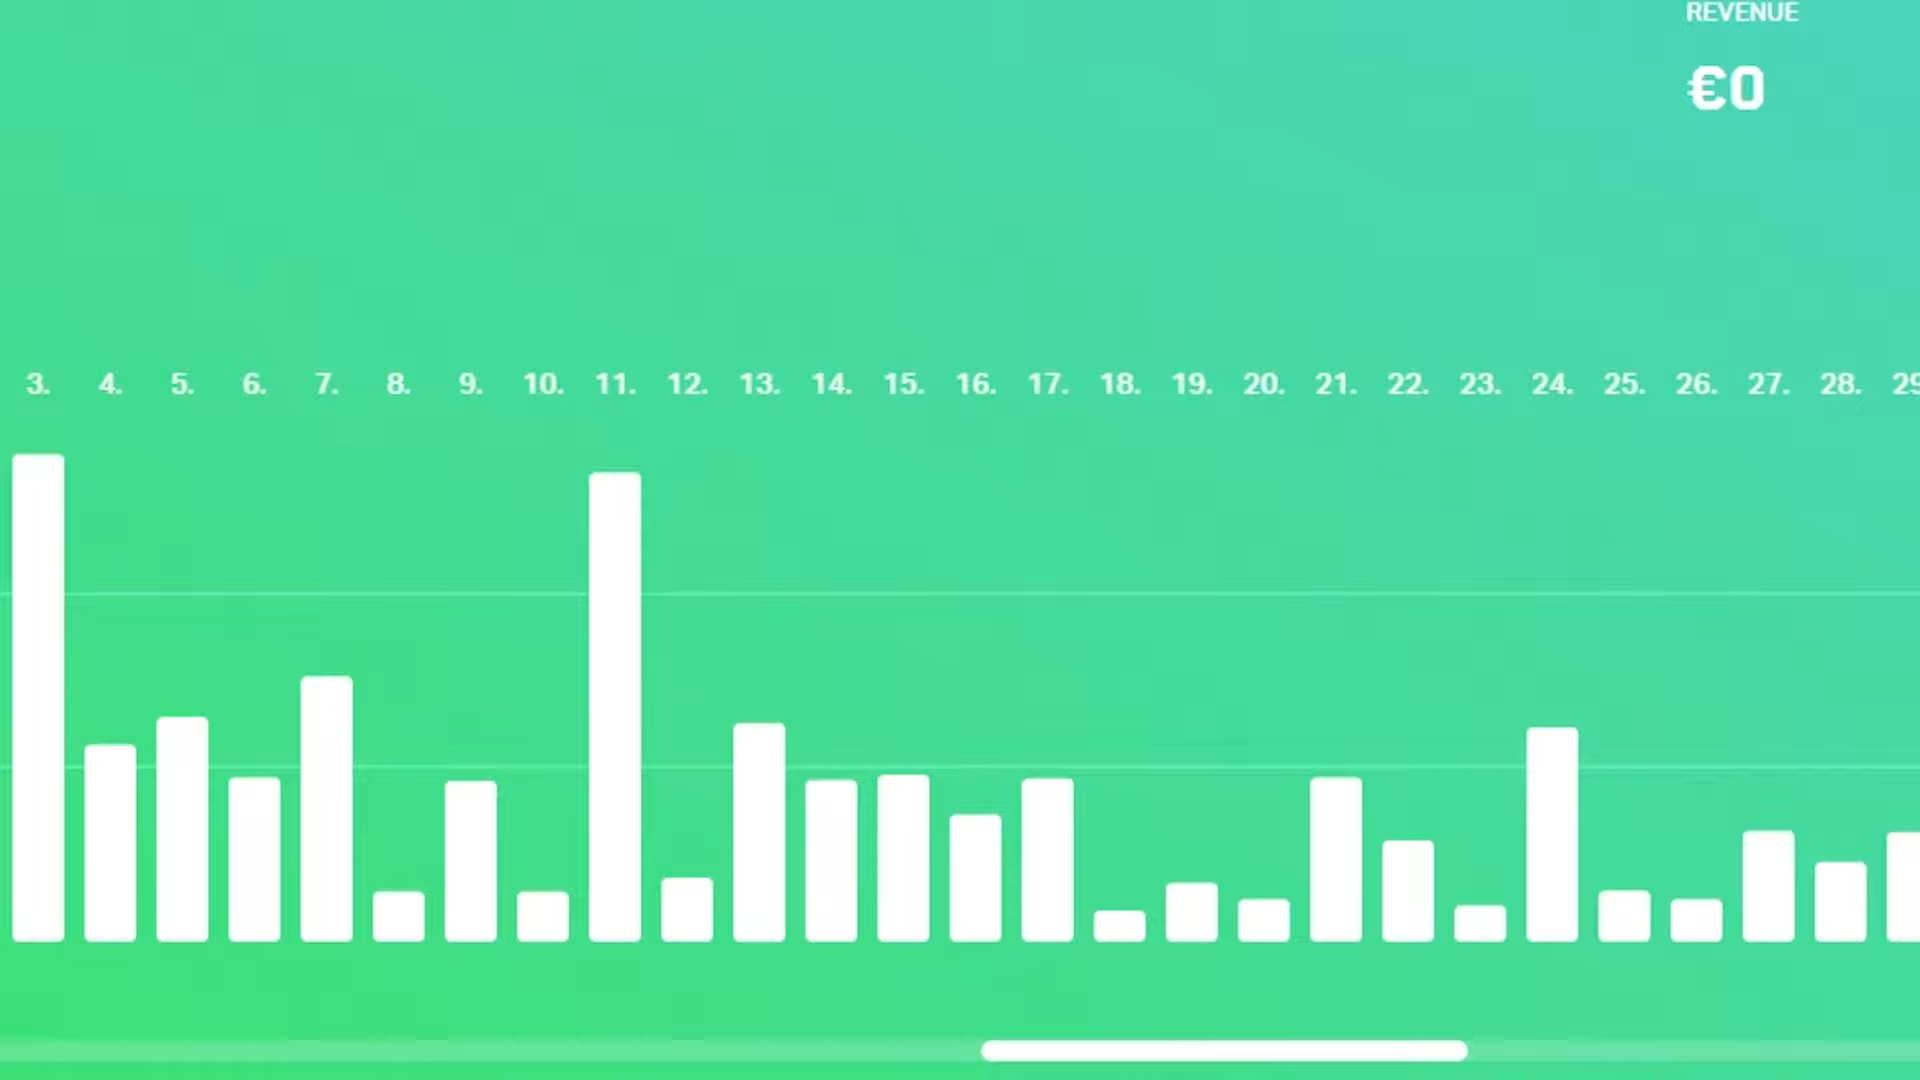 REVENUE
€0
3. 4. 5. 6. 7. 8. 9. 10. 11. 12. 13. 14. 15. 16. 17. 18. 19. 20. 21. 22. 23. 24. 25. 26. 27. 28. 29